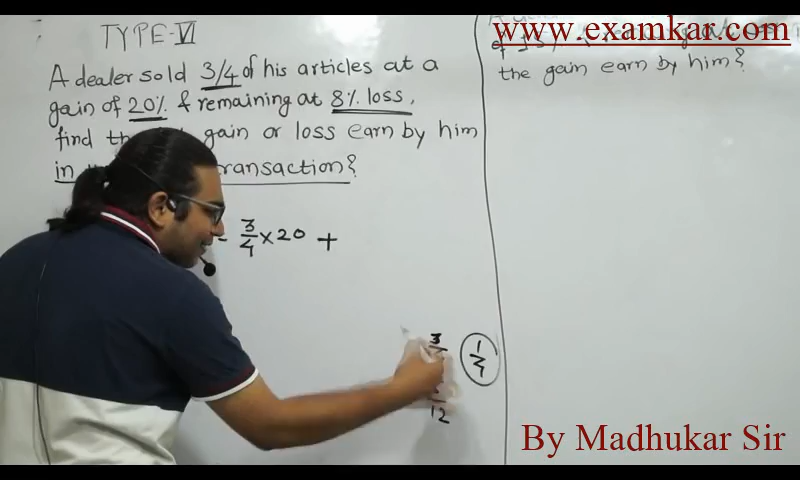 TYPE-VI
A dealer sold 3/4 of his articles at a
gain of 20% & remaining at 8% loss,
find gain or loss earn by him
in transaction?
3/4 × 20 +
3
1/4
12
www.examkar.com
the gain earn by him?
By Madhukar Sir